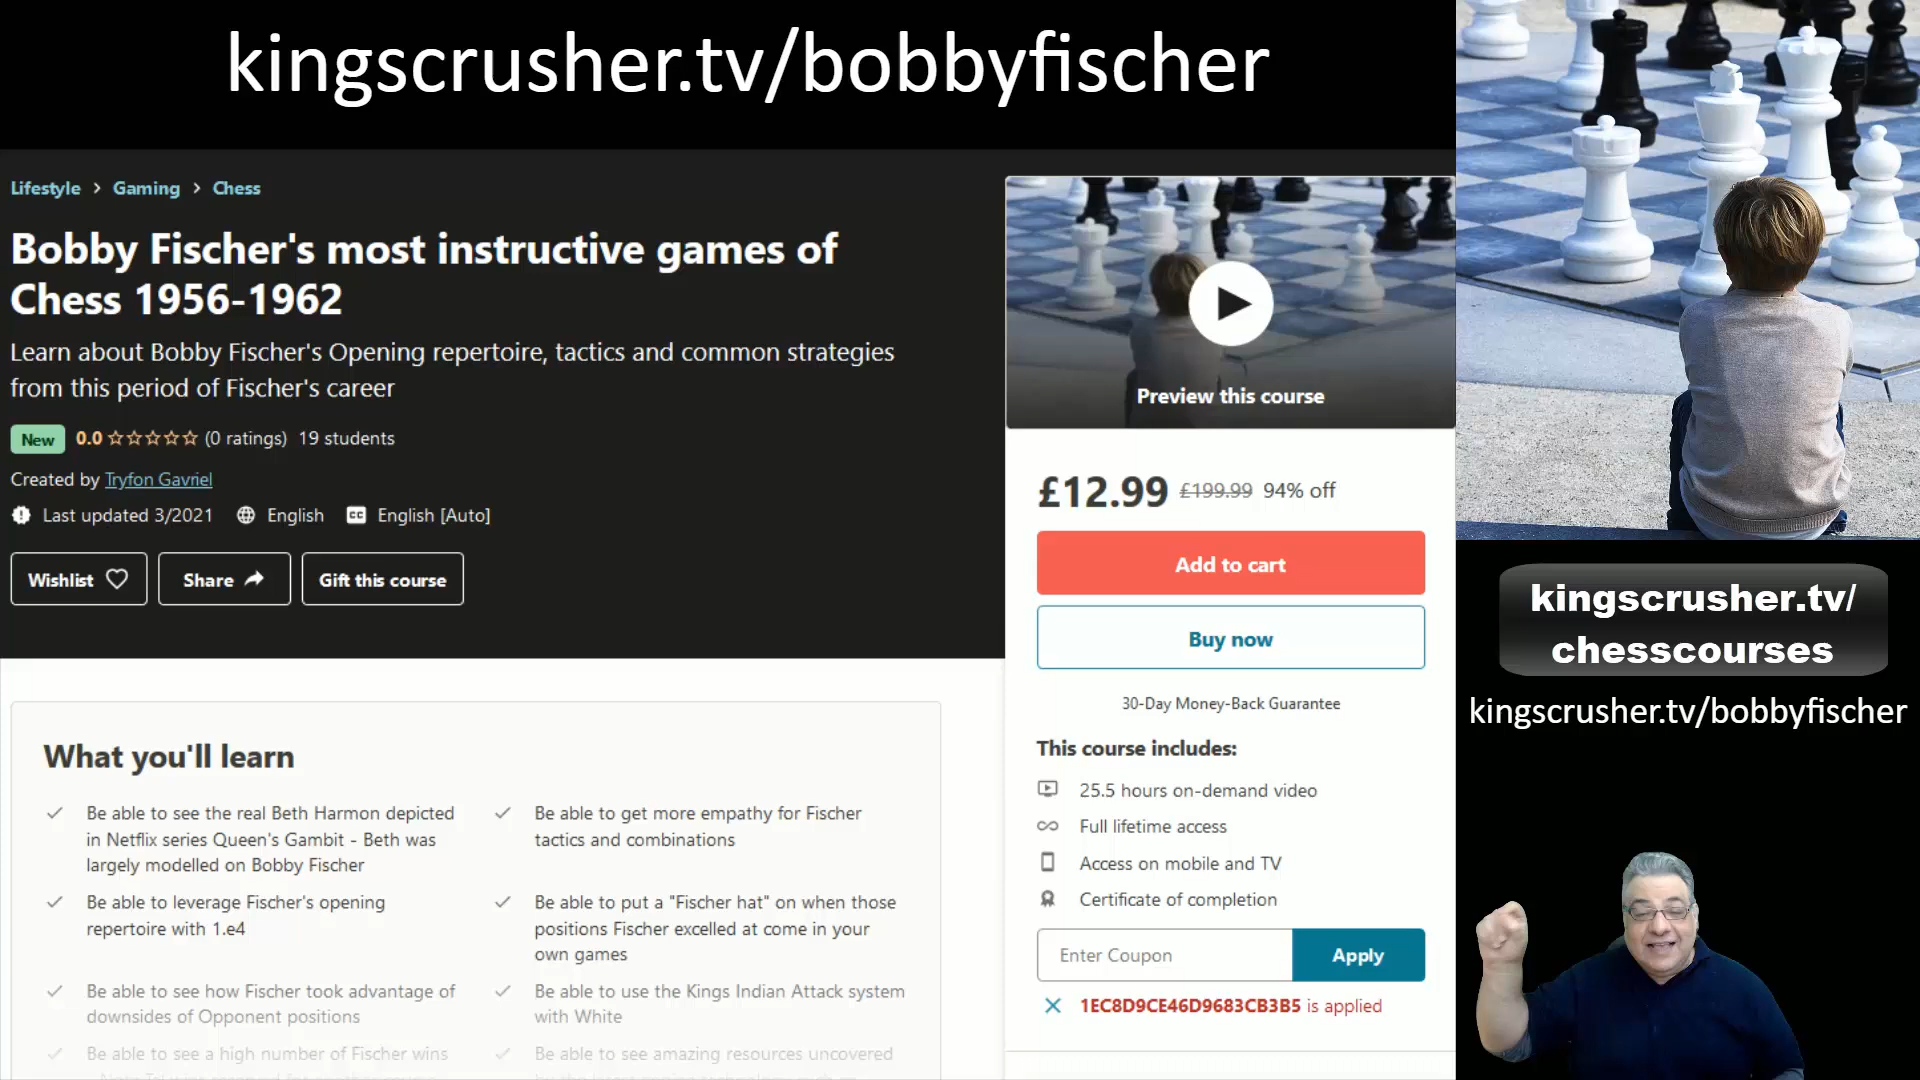 kingscrusher.tv/bobbyfischer
Lifestyle > Gaming > Chess
Bobby Fischer's most instructive games of
Chess 1956-1962
Learn about Bobby Fischer's Opening repertoire, tactics and common strategies
from this period of Fischer's career
New 0.0 (0 ratings) 19 students
Created by Tryfon Gavriel
Last updated 3/2021 English CC English [Auto]
Wishlist Share Gift this course
What you'll learn
Be able to see the real Beth Harmon depicted
in Netflix series Queen's Gambit - Beth was
largely modelled on Bobby Fischer
Be able to leverage Fischer's opening
repertoire with 1.e4
Be able to see how Fischer took advantage of
downsides of Opponent positions
Be able to see a high number of Fischer wins
Be able to get more empathy for Fischer
tactics and combinations
Be able to put a "Fischer hat" on when those
positions Fischer excelled at come in your
own games
Be able to use the Kings Indian Attack system
with White
Be able to see amazing resources uncovered
Preview this course
£12.99 £199.99 94% off
Add to cart
Buy now
30-Day Money-Back Guarantee
This course includes:
25.5 hours on-demand video
Full lifetime access
Access on mobile and TV
Certificate of completion
Enter Coupon Apply
1EC8D9CE46D9683CB3B5 is applied
kingscrusher.tv/
chesscourses
kingscrusher.tv/bobbyfischer